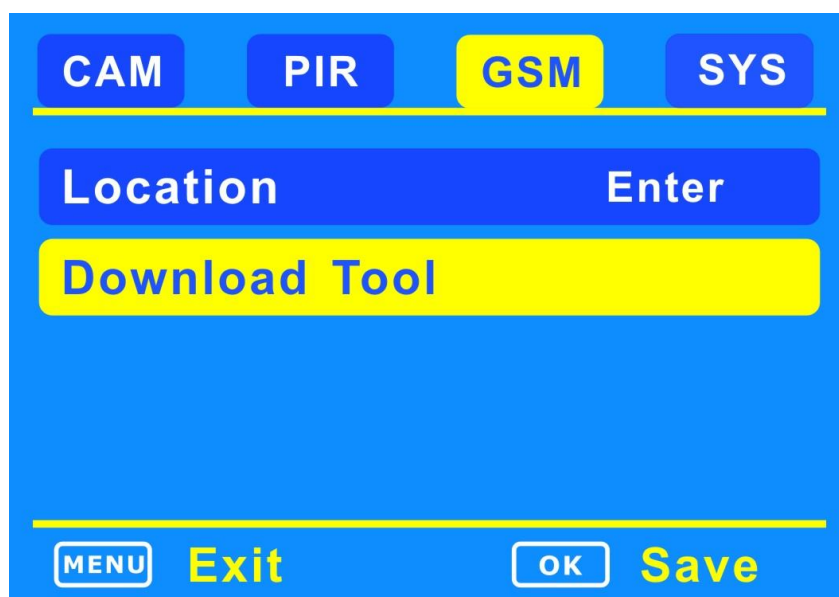 CAM PIR GSM SYS
Location Enter
Download Tool
MENU Exit OK Save